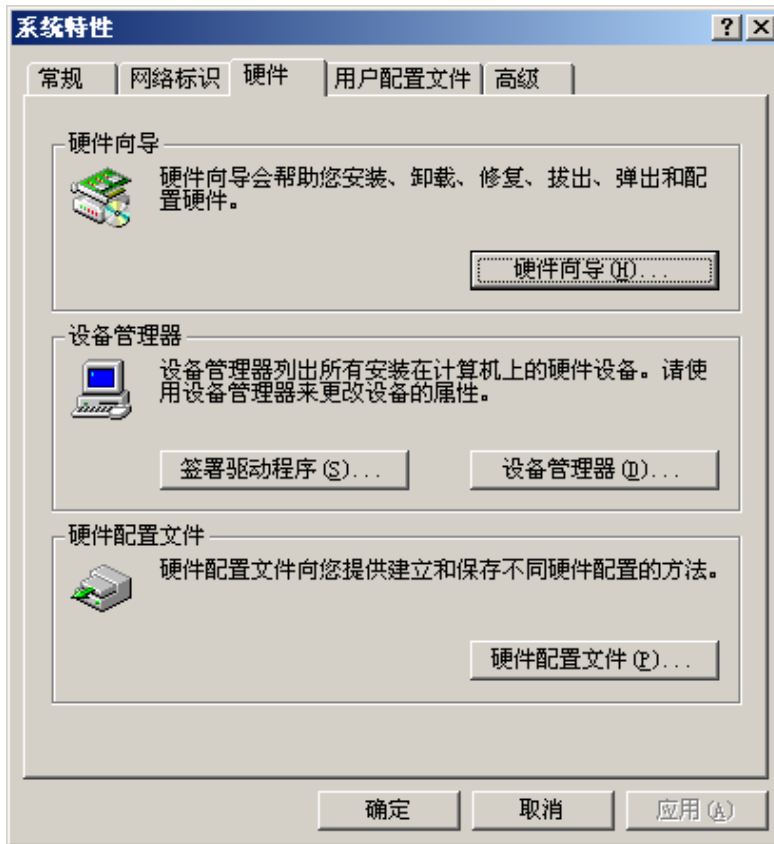 系统特性
常规 网络标识 硬件 用户配置文件 高级
硬件向导
硬件向导会帮助您安装、卸载、修复、拔出、弹出和配
置硬件。
硬件向导(H)...
设备管理器
设备管理器列出所有安装在计算机上的硬件设备。请使
用设备管理器来更改设备的属性。
签署驱动程序(S)... 设备管理器(D)...
硬件配置文件
硬件配置文件向您提供建立和保存不同硬件配置的方法。
硬件配置文件(P)...
确定 取消 应用(A)